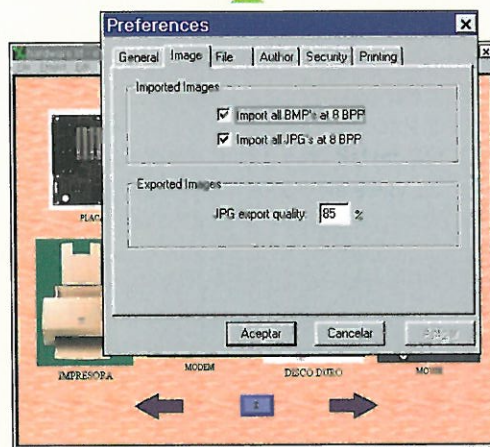 Preferences
General Image File Author Security Printing
Imported Images
Import all BMP's at 8 BPP
Import all JPG's at 8 BPP
Exported Images
JPG export quality: 85 %
Aceptar Cancelar
IMPRESORA MODEM DISCO DURO